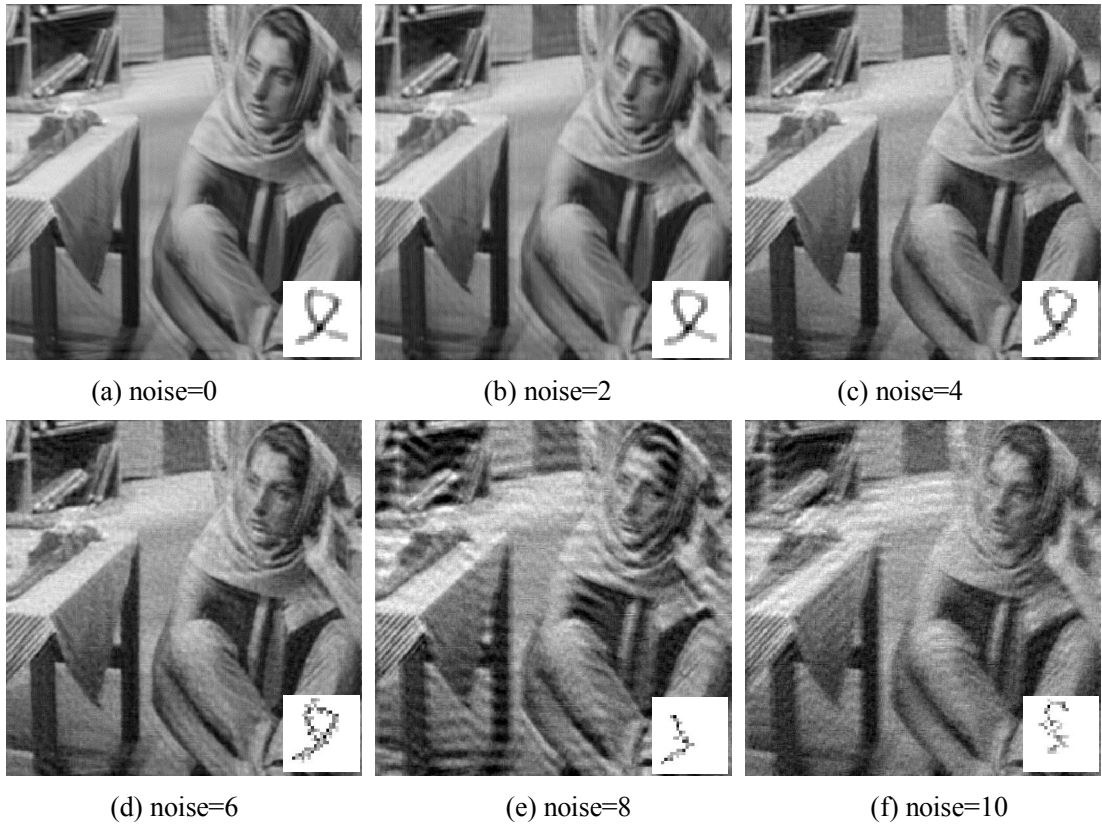 (a) noise=0
(b) noise=2
(c) noise=4
(d) noise=6
(e) noise=8
(f) noise=10